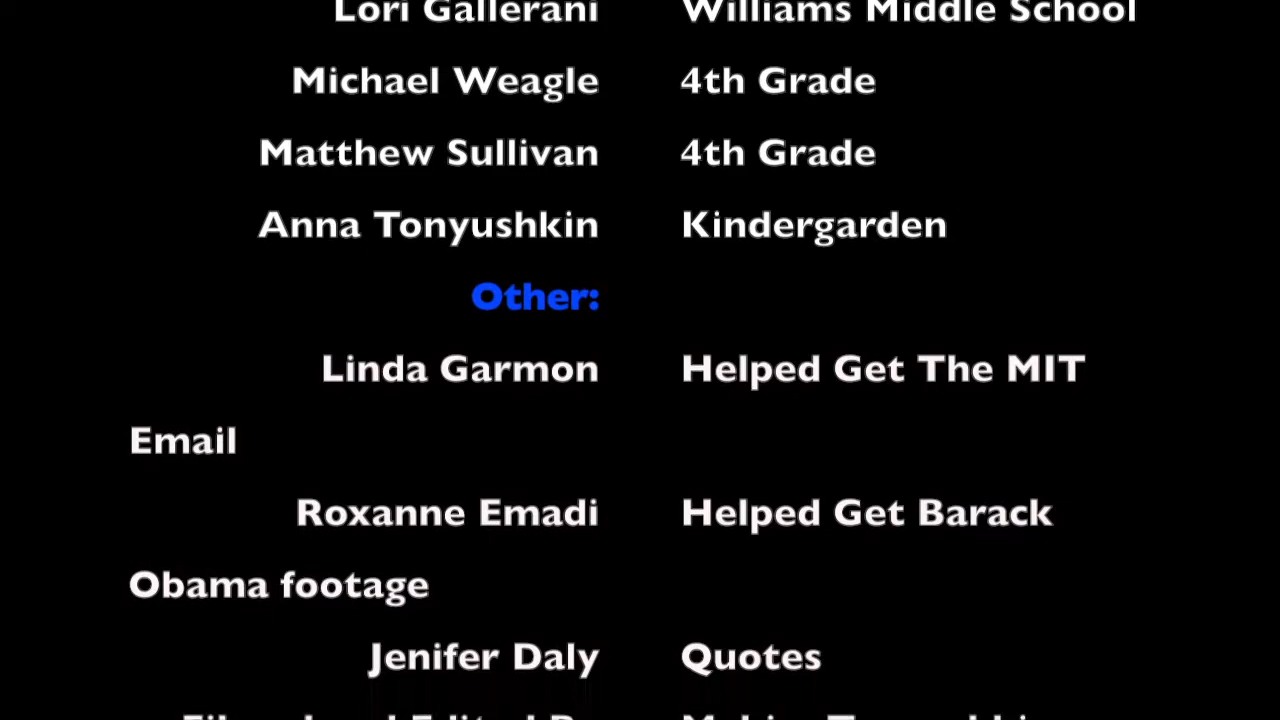 Lori Gallerani Williams Middle School
Michael Weagle 4th Grade
Matthew Sullivan 4th Grade
Anna Tonyushkin Kindergarden
Other:
Linda Garmon Helped Get The MIT
Email
Roxanne Emadi Helped Get Barack
Obama footage
Jenifer Daly Quotes